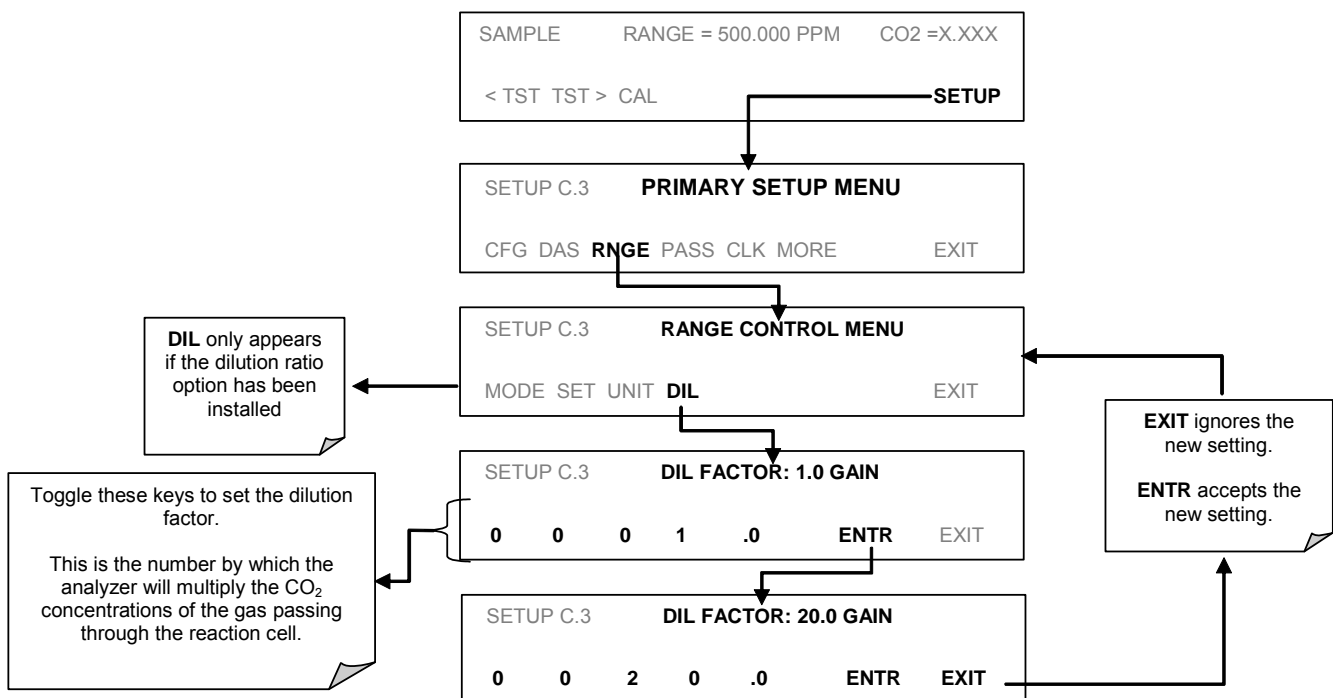 SAMPLE RANGE = 500.000 PPM CO2 =X.XXX
< TST TST > CAL SETUP
SETUP C.3 PRIMARY SETUP MENU
CFG DAS RNGE PASS CLK MORE EXIT
SETUP C.3 RANGE CONTROL MENU
MODE SET UNIT DIL EXIT
DIL only appears
if the dilution ratio
option has been
installed
SETUP C.3 DIL FACTOR: 1.0 GAIN
0 0 0 1 .0 ENTR EXIT
Toggle these keys to set the dilution
factor.
This is the number by which the
analyzer will multiply the CO₂
concentrations of the gas passing
through the reaction cell.
SETUP C.3 DIL FACTOR: 20.0 GAIN
0 0 2 0 .0 ENTR EXIT
EXIT ignores the
new setting.
ENTR accepts the
new setting.